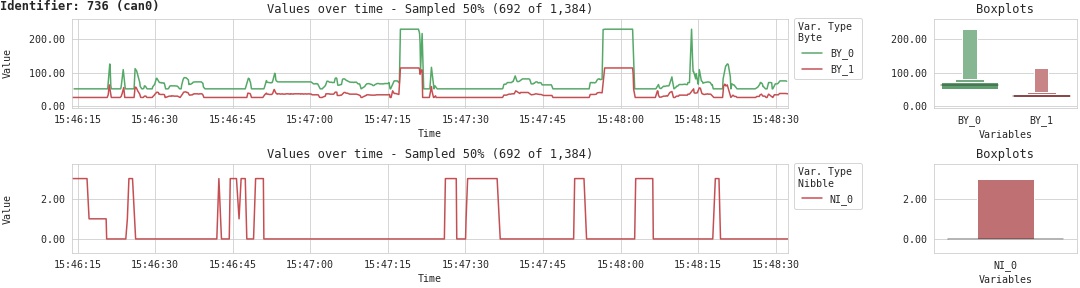 Identifier: 736 (can0)
Values over time - Sampled 50% (692 of 1,384)
Value
200.00
100.00
0.00
15:46:15 15:46:30 15:46:45 15:47:00 15:47:15 15:47:30 15:47:45 15:48:00 15:48:15 15:48:30
Time
Var. Type
Byte
BY_0
BY_1
Boxplots
200.00
100.00
0.00
BY_0 BY_1
Variables
Values over time - Sampled 50% (692 of 1,384)
Value
2.00
0.00
15:46:15 15:46:30 15:46:45 15:47:00 15:47:15 15:47:30 15:47:45 15:48:00 15:48:15 15:48:30
Time
Var. Type
Nibble
NI_0
Boxplots
2.00
0.00
NI_0
Variables